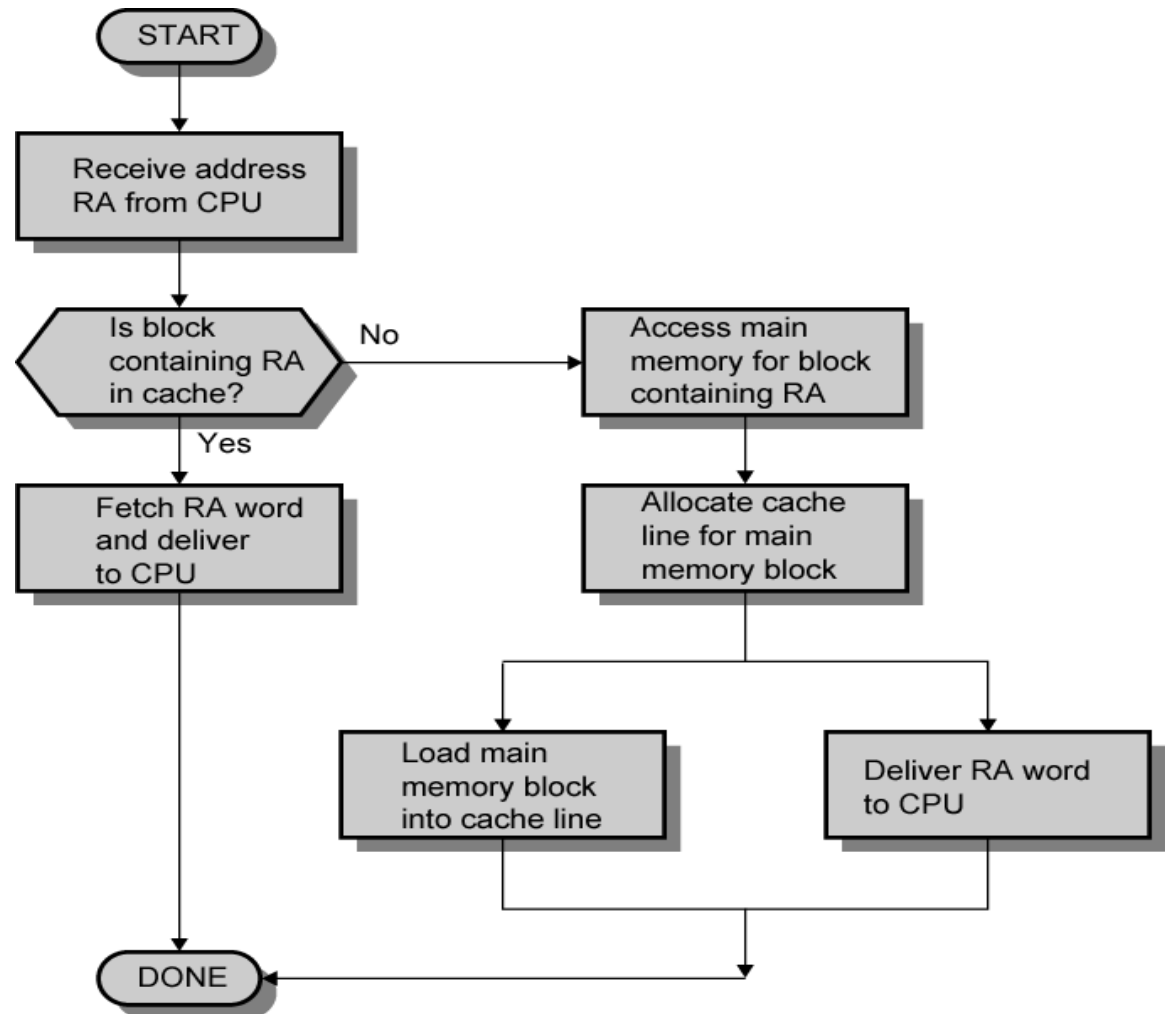 START
Receive address
RA from CPU
Is block
containing RA
in cache?
No
Access main
memory for block
containing RA
Yes
Fetch RA word
and deliver
to CPU
Allocate cache
line for main
memory block
Load main
memory block
into cache line
Deliver RA word
to CPU
DONE